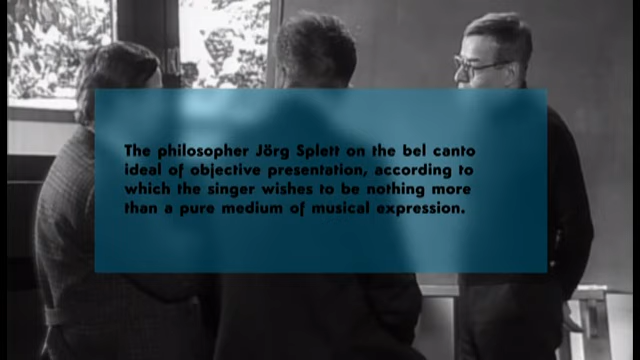 The philosopher Jörg Splett on the bel canto
ideal of objective presentation, according to
which the singer wishes to be nothing more
than a pure medium of musical expression.